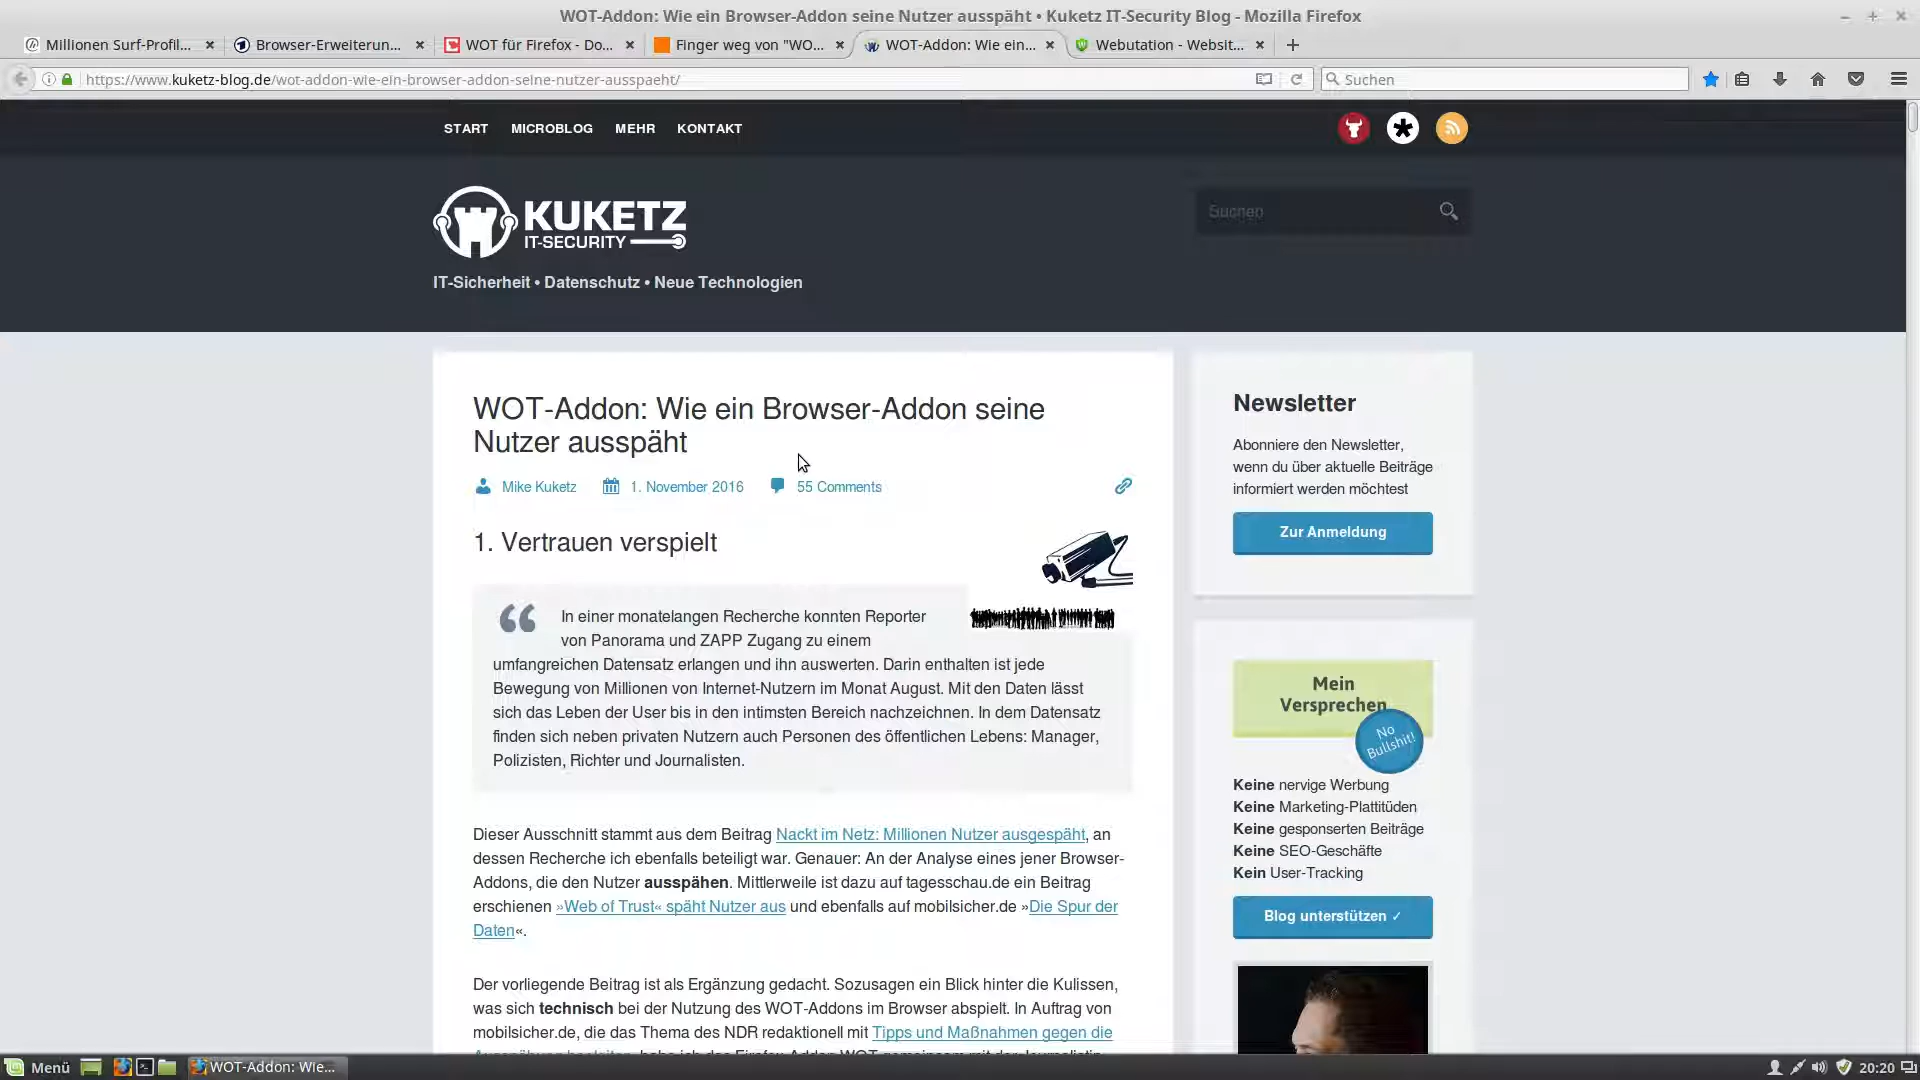 WOT-Addon: Wie ein Browser-Addon seine Nutzer ausspäht • Kuketz IT-Security Blog - Mozilla Firefox
Millionen Surf-Profil...
Browser-Erweiterun...
WOT für Firefox - Do...
Finger weg von "WO...
WOT-Addon: Wie ein...
Webutation - Websit...
https://www.kuketz-blog.de/wot-addon-wie-ein-browser-addon-seine-nutzer-ausspaeht/
Suchen
START
MICROBLOG
MEHR
KONTAKT
KUKETZ
IT-SECURITY
IT-Sicherheit • Datenschutz • Neue Technologien
Suchen
WOT-Addon: Wie ein Browser-Addon seine
Nutzer ausspäht
Mike Kuketz
1. November 2016
55 Comments
1. Vertrauen verspielt
In einer monatelangen Recherche konnten Reporter
von Panorama und ZAPP Zugang zu einem
umfangreichen Datensatz erlangen und ihn auswerten. Darin enthalten ist jede
Bewegung von Millionen von Internet-Nutzern im Monat August. Mit den Daten lässt
sich das Leben der User bis in den intimsten Bereich nachzeichnen. In dem Datensatz
finden sich neben privaten Nutzern auch Personen des öffentlichen Lebens: Manager,
Polizisten, Richter und Journalisten.
Dieser Ausschnitt stammt aus dem Beitrag Nackt im Netz: Millionen Nutzer ausgespäht, an
dessen Recherche ich ebenfalls beteiligt war. Genauer: An der Analyse eines jener Browser-
Addons, die den Nutzer ausspähen. Mittlerweile ist dazu auf tagesschau.de ein Beitrag
erschienen »Web of Trust« späht Nutzer aus und ebenfalls auf mobilsicher.de »Die Spur der
Daten«.
Der vorliegende Beitrag ist als Ergänzung gedacht. Sozusagen ein Blick hinter die Kulissen,
was sich technisch bei der Nutzung des WOT-Addons im Browser abspielt. In Auftrag von
mobilsicher.de, die das Thema des NDR redaktionell mit Tipps und Maßnahmen gegen die
Newsletter
Abonniere den Newsletter,
wenn du über aktuelle Beiträge
informiert werden möchtest
Zur Anmeldung
Mein
Versprechen
No
Bullshit!
Keine nervige Werbung
Keine Marketing-Plattitüden
Keine gesponserten Beiträge
Keine SEO-Geschäfte
Kein User-Tracking
Blog unterstützen ✓
Menü
WOT-Addon: Wie...
20:20